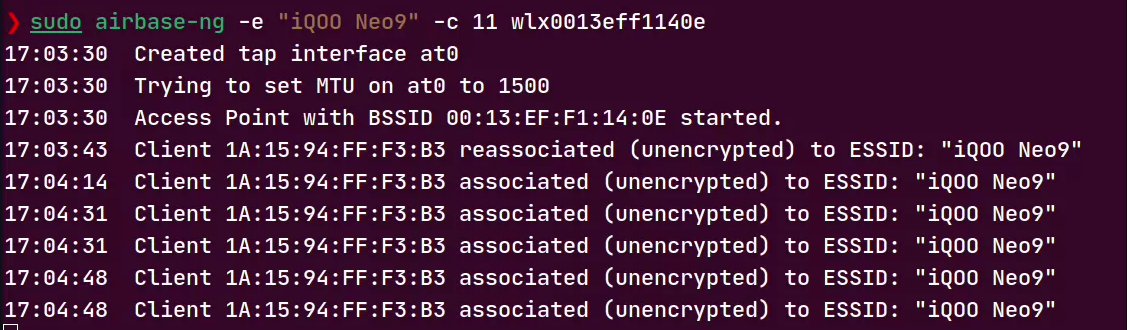 ❯ sudo airbase-ng -e "iQOO Neo9" -c 11 wlx0013eff1140e
17:03:30  Created tap interface at0
17:03:30  Trying to set MTU on at0 to 1500
17:03:30  Access Point with BSSID 00:13:EF:F1:14:0E started.
17:03:43  Client 1A:15:94:FF:F3:B3 reassociated (unencrypted) to ESSID: "iQOO Neo9"
17:04:14  Client 1A:15:94:FF:F3:B3 associated (unencrypted) to ESSID: "iQOO Neo9"
17:04:31  Client 1A:15:94:FF:F3:B3 associated (unencrypted) to ESSID: "iQOO Neo9"
17:04:31  Client 1A:15:94:FF:F3:B3 associated (unencrypted) to ESSID: "iQOO Neo9"
17:04:48  Client 1A:15:94:FF:F3:B3 associated (unencrypted) to ESSID: "iQOO Neo9"
17:04:48  Client 1A:15:94:FF:F3:B3 associated (unencrypted) to ESSID: "iQOO Neo9"